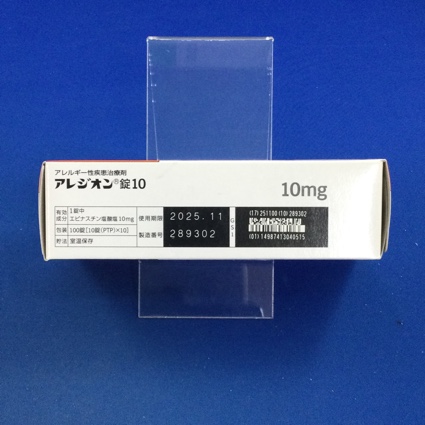 アレルギー性疾患治療剤
アレジオン®錠10
10mg
有効成分 1錠中 エピナスチン塩酸塩10mg
包装 100錠[10錠(PTP)×10]
貯法 室温保存
使用期限 2025.11
製造番号 289302
GS1
(17)251100(10)289302
(01)14987413040515